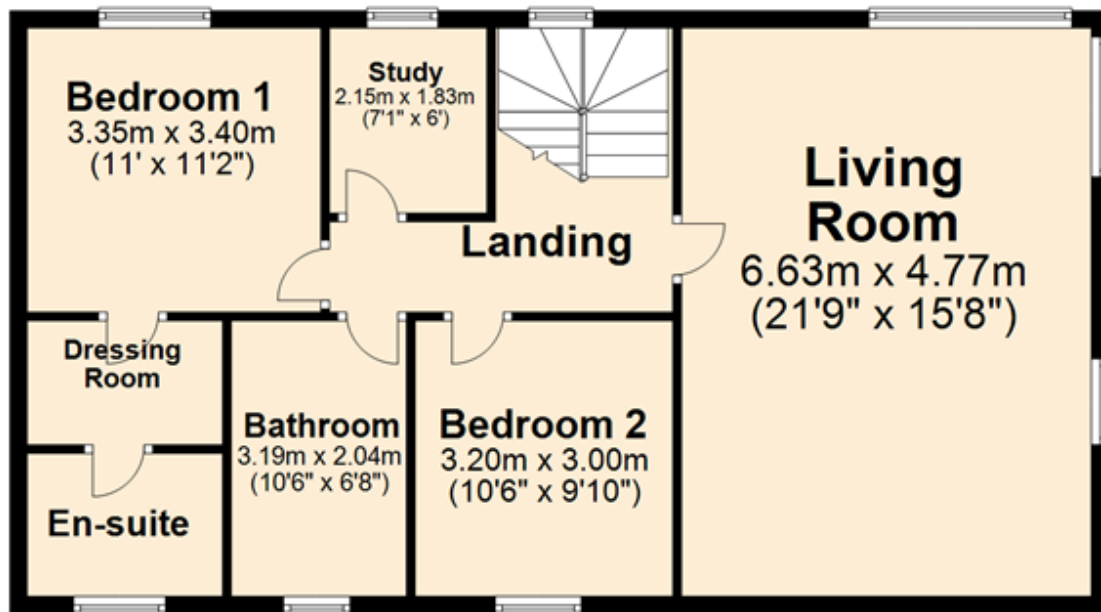 Bedroom 1
3.35m x 3.40m
(11' x 11'2")
Study
2.15m x 1.83m
(7'1" x 6')
Living
Room
6.63m x 4.77m
(21'9" x 15'8")
Landing
Dressing
Room
Bathroom
3.19m x 2.04m
(10'6" x 6'8")
Bedroom 2
3.20m x 3.00m
(10'6" x 9'10")
En-suite